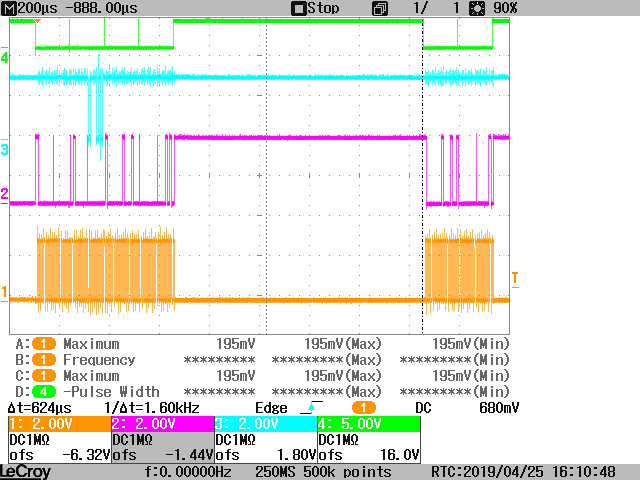 M 200µs -888.00µs Stop 1/ 1 90%
4
3
2
1
T
A: 1 Maximum 195mV 195mV(Max) 195mV(Min)
B: 1 Frequency ********* *********(Max) *********(Min)
C: 1 Maximum 195mV 195mV(Max) 195mV(Min)
D: 4 -Pulse Width ********* *********(Max) *********(Min)
Δt=624µs 1/Δt=1.60kHz Edge 1 DC 680mV
1: 2.00V 2: 2.00V 3: 2.00V 4: 5.00V
DC1MΩ DC1MΩ DC1MΩ DC1MΩ
ofs -6.32V ofs -1.44V ofs 1.80V ofs 16.0V
LeCroy f:0.00000Hz 250MS 500k points RTC:2019/04/25 16:10:48